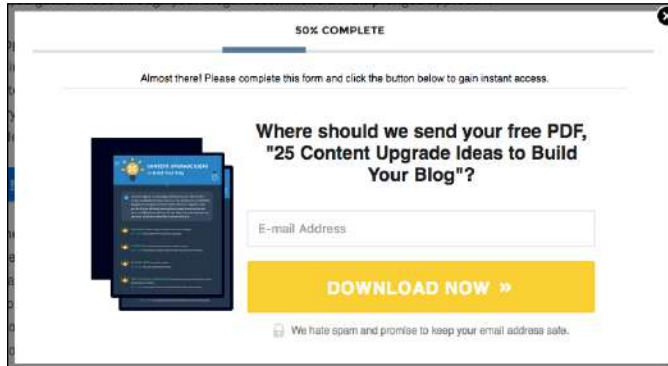 50% COMPLETE
Almost there! Please complete this form and click the button below to gain instant access.
Where should we send your free PDF,
"25 Content Upgrade Ideas to Build
Your Blog"?
E-mail Address
DOWNLOAD NOW »
We hate spam and promise to keep your email address safe.